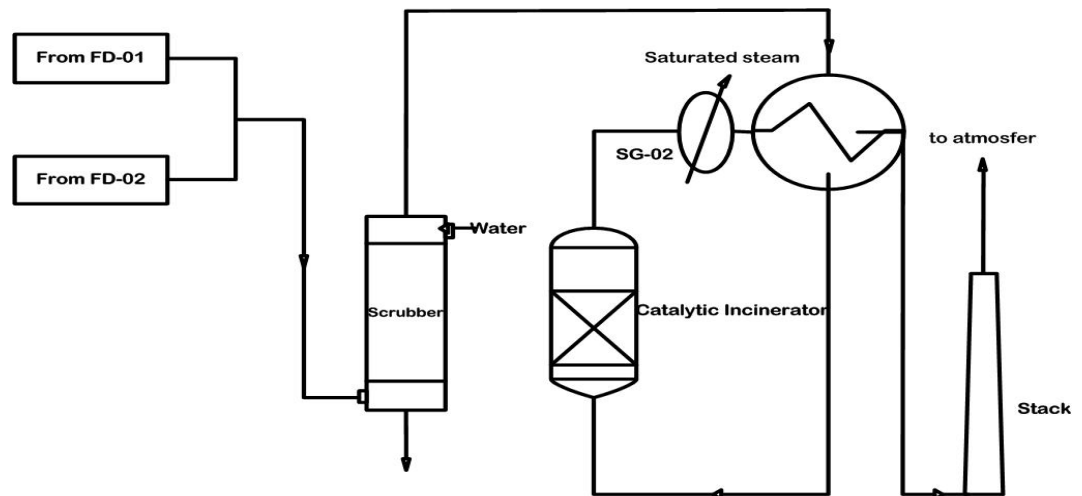 From FD-01
Saturated steam
SG-02
to atmosfer
From FD-02
Water
Scrubber
Catalytic Incinerator
Stack